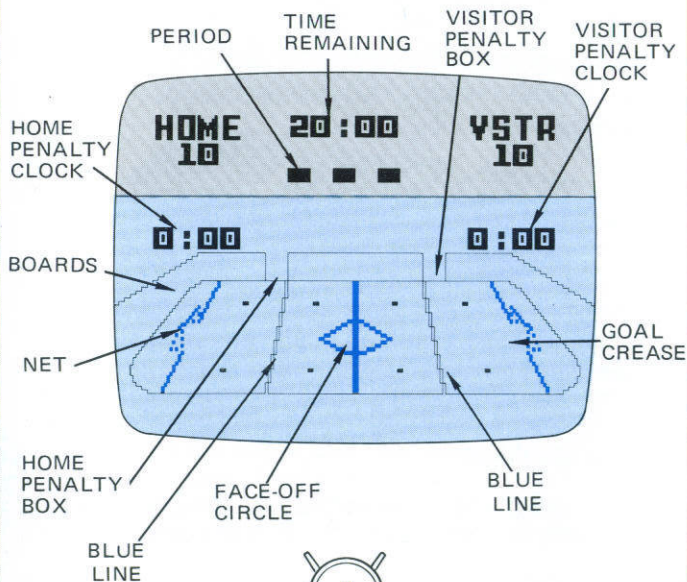 PERIOD
TIME
REMAINING
VISITOR
PENALTY
BOX
VISITOR
PENALTY
CLOCK
HOME
PENALTY
CLOCK
HOME
10
20:00
VSTR
10
0:00
0:00
BOARDS
NET
GOAL
CREASE
HOME
PENALTY
BOX
FACE-OFF
CIRCLE
BLUE
LINE
BLUE
LINE